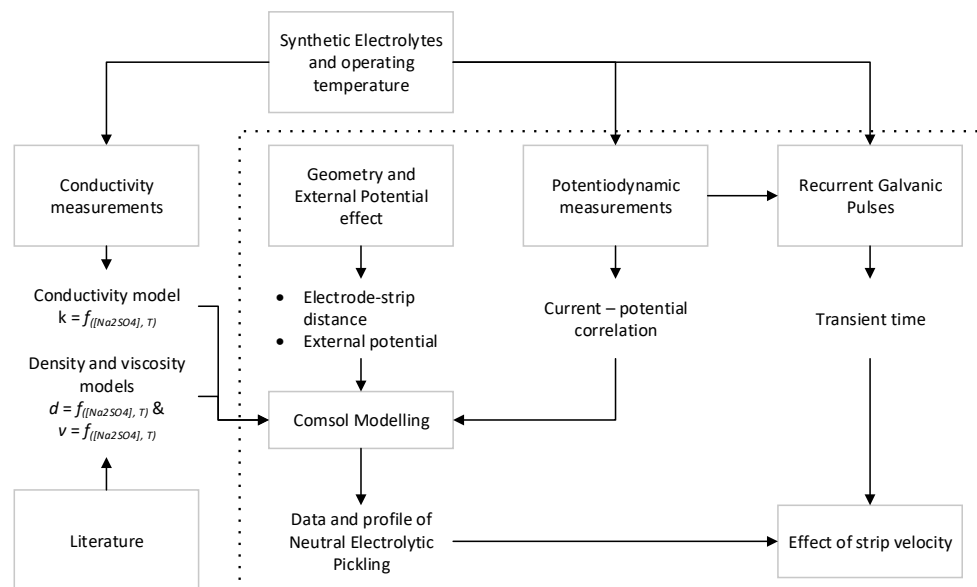 Synthetic Electrolytes
and operating
temperature
Conductivity
measurements
Geometry and
External Potential
effect
Potentiodynamic
measurements
Recurrent Galvanic
Pulses
Conductivity model
k = f([Na2SO4], T)
• Electrode-strip
distance
• External potential
Current – potential
correlation
Transient time
Density and viscosity
models
d = f([Na2SO4], T) &
v = f([Na2SO4], T)
Comsol Modelling
Literature
Data and profile of
Neutral Electrolytic
Pickling
Effect of strip velocity